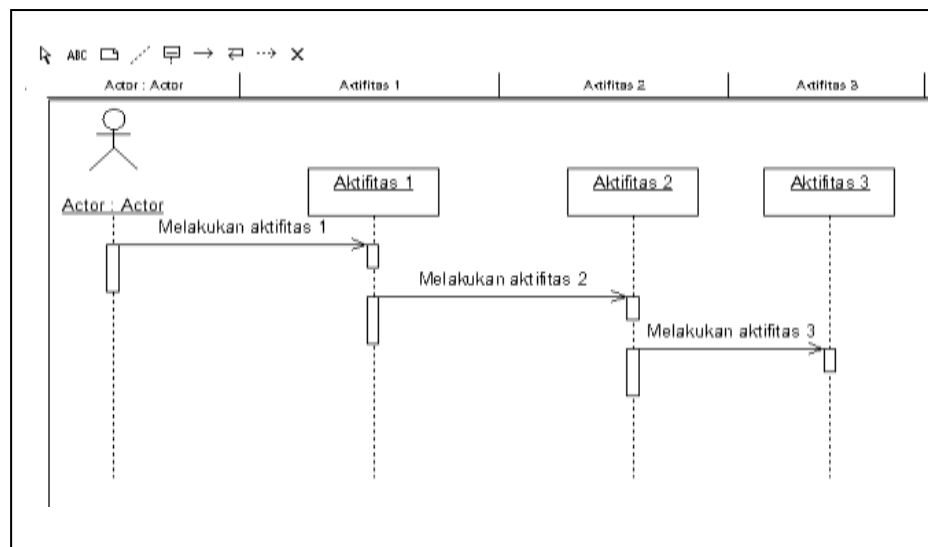 ABC
Actor : Actor
Aktifitas 1
Aktifitas 2
Aktifitas 3
Aktifitas 1
Aktifitas 2
Aktifitas 3
Actor : Actor
Melakukan aktifitas 1
Melakukan aktifitas 2
Melakukan aktifitas 3